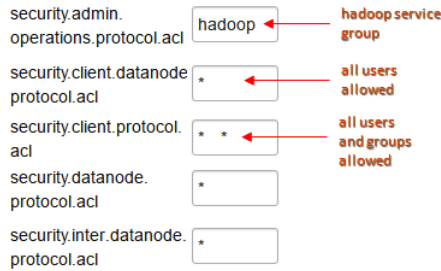 security.admin.
operations.protocol.acl
hadoop
hadoop service
group
security.client.datanode
protocol.acl
*
all users
allowed
security.client.protocol.
acl
* *
all users
and groups
allowed
security.datanode.
protocol.acl
*
security.inter.datanode.
protocol.acl
*